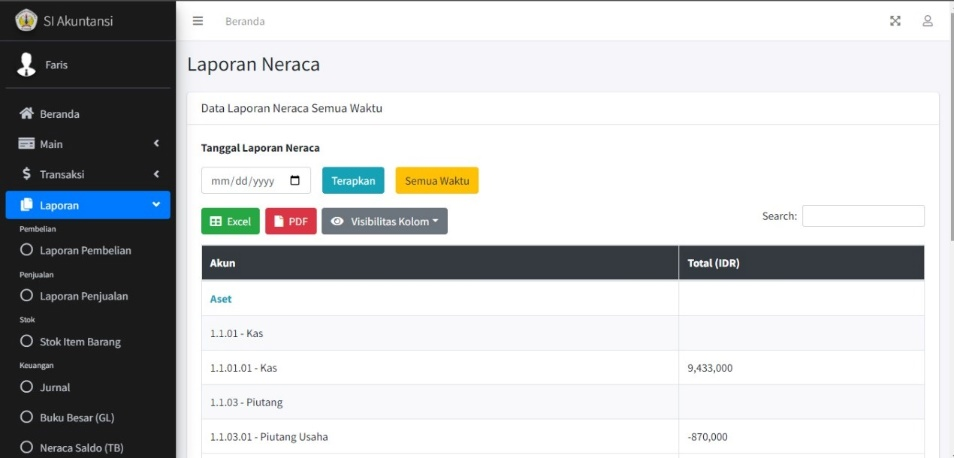 SI Akuntansi
Faris
Beranda
Main
Transaksi
Laporan
Pembelian
Laporan Pembelian
Penjualan
Laporan Penjualan
Stok
Stok Item Barang
Keuangan
Jurnal
Buku Besar (GL)
Neraca Saldo (TB)
Beranda
Laporan Neraca
Data Laporan Neraca Semua Waktu
Tanggal Laporan Neraca
mm/dd/yyyy Terapkan Semua Waktu
Excel PDF Visibilitas Kolom Search:
Akun Total (IDR)
Aset
1.1.01 - Kas
1.1.01.01 - Kas 9,433,000
1.1.03 - Piutang
1.1.03.01 - Piutang Usaha -870,000